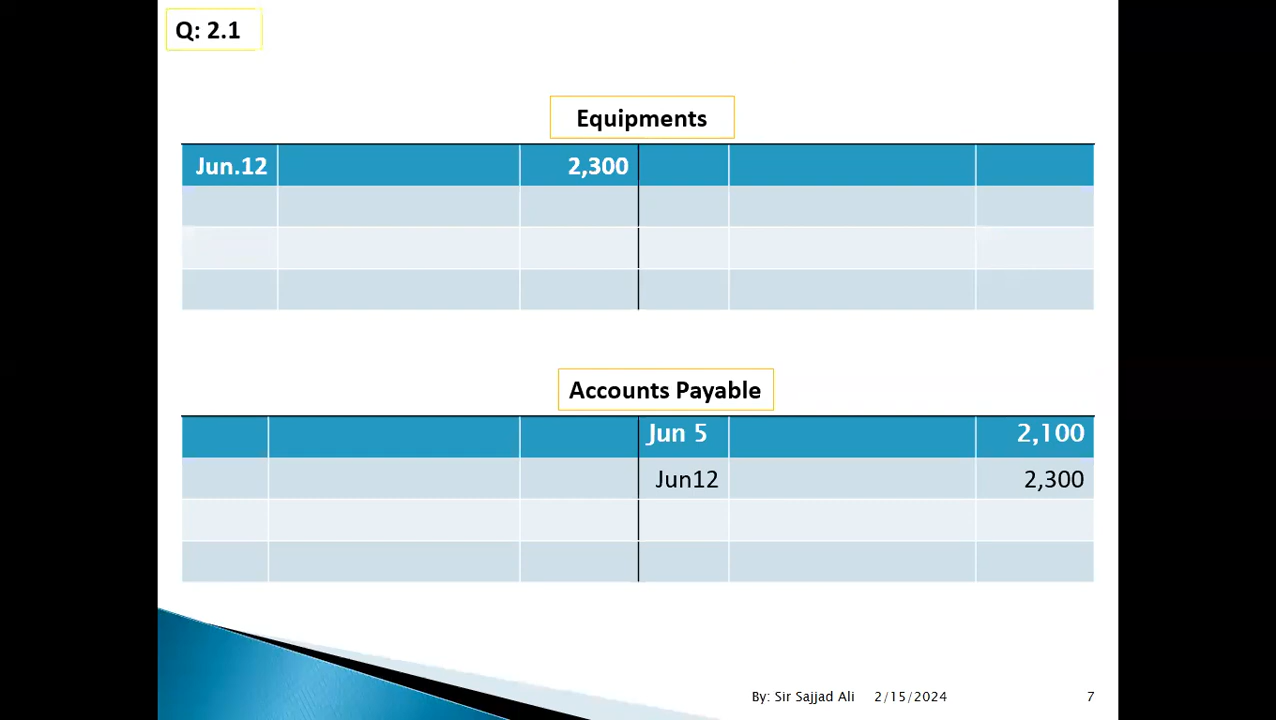 Q: 2.1
Equipments
Jun.12 2,300
Accounts Payable
Jun 5 2,100
Jun12 2,300
By: Sir Sajjad Ali 2/15/2024 7